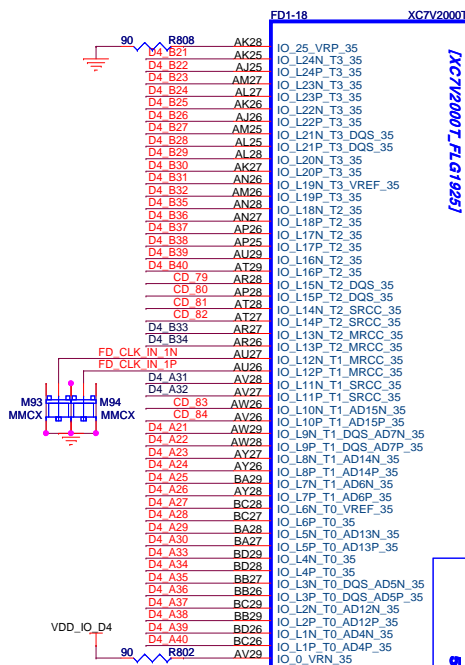 FD1-18 XC7V2000T
[XC7V2000T_FLG1925]
90 R808 AK28 IO_25_VRP_35
D4_B21 AK25 IO_L24N_T3_35
D4_B22 AJ25 IO_L24P_T3_35
D4_B23 AM27 IO_L23N_T3_35
D4_B24 AL27 IO_L23P_T3_35
D4_B25 AK26 IO_L22N_T3_35
D4_B26 AJ26 IO_L22P_T3_35
D4_B27 AM25 IO_L21N_T3_DQS_35
D4_B28 AL25 IO_L21P_T3_DQS_35
D4_B29 AL28 IO_L20N_T3_35
D4_B30 AK27 IO_L20P_T3_35
D4_B31 AN26 IO_L19N_T3_VREF_35
D4_B32 AM26 IO_L19P_T3_35
D4_B35 AN28 IO_L18N_T2_35
D4_B36 AN27 IO_L18P_T2_35
D4_B37 AP26 IO_L17N_T2_35
D4_B38 AP25 IO_L17P_T2_35
D4_B39 AU29 IO_L16N_T2_35
D4_B40 AT29 IO_L16P_T2_35
CD_79 AR28 IO_L15N_T2_DQS_35
CD_80 AP28 IO_L15P_T2_DQS_35
CD_81 AT28 IO_L14N_T2_SRCC_35
CD_82 AT27 IO_L14P_T2_SRCC_35
D4_B33 AR27 IO_L13N_T2_MRCC_35
D4_B34 AR26 IO_L13P_T2_MRCC_35
FD_CLK_IN_1N AU27 IO_L12N_T1_MRCC_35
FD_CLK_IN_1P AU26 IO_L12P_T1_MRCC_35
D4_A31 AV28 IO_L11N_T1_SRCC_35
D4_A32 AV27 IO_L11P_T1_SRCC_35
M93 MMCX
M94 MMCX
CD_83 AW26 IO_L10N_T1_AD15N_35
CD_84 AV26 IO_L10P_T1_AD15P_35
D4_A21 AW29 IO_L9N_T1_DQS_AD7N_35
D4_A22 AW28 IO_L9P_T1_DQS_AD7P_35
D4_A23 AY27 IO_L8N_T1_AD14N_35
D4_A24 AY26 IO_L8P_T1_AD14P_35
D4_A25 BA29 IO_L7N_T1_AD6N_35
D4_A26 AY28 IO_L7P_T1_AD6P_35
D4_A27 BC28 IO_L6N_T0_VREF_35
D4_A28 BC27 IO_L6P_T0_35
D4_A29 BA28 IO_L5N_T0_AD13N_35
D4_A30 BA27 IO_L5P_T0_AD13P_35
D4_A33 BD29 IO_L4N_T0_35
D4_A34 BD28 IO_L4P_T0_35
D4_A35 BB27 IO_L3N_T0_DQS_AD5N_35
D4_A36 BB26 IO_L3P_T0_DQS_AD5P_35
D4_A37 BC29 IO_L2N_T0_AD12N_35
D4_A38 BB29 IO_L2P_T0_AD12P_35
VDD_IO_D4
D4_A39 BD26 IO_L1N_T0_AD4N_35
D4_A40 BC26 IO_L1P_T0_AD4P_35
90 R802 AV29 IO_0_VRN_35